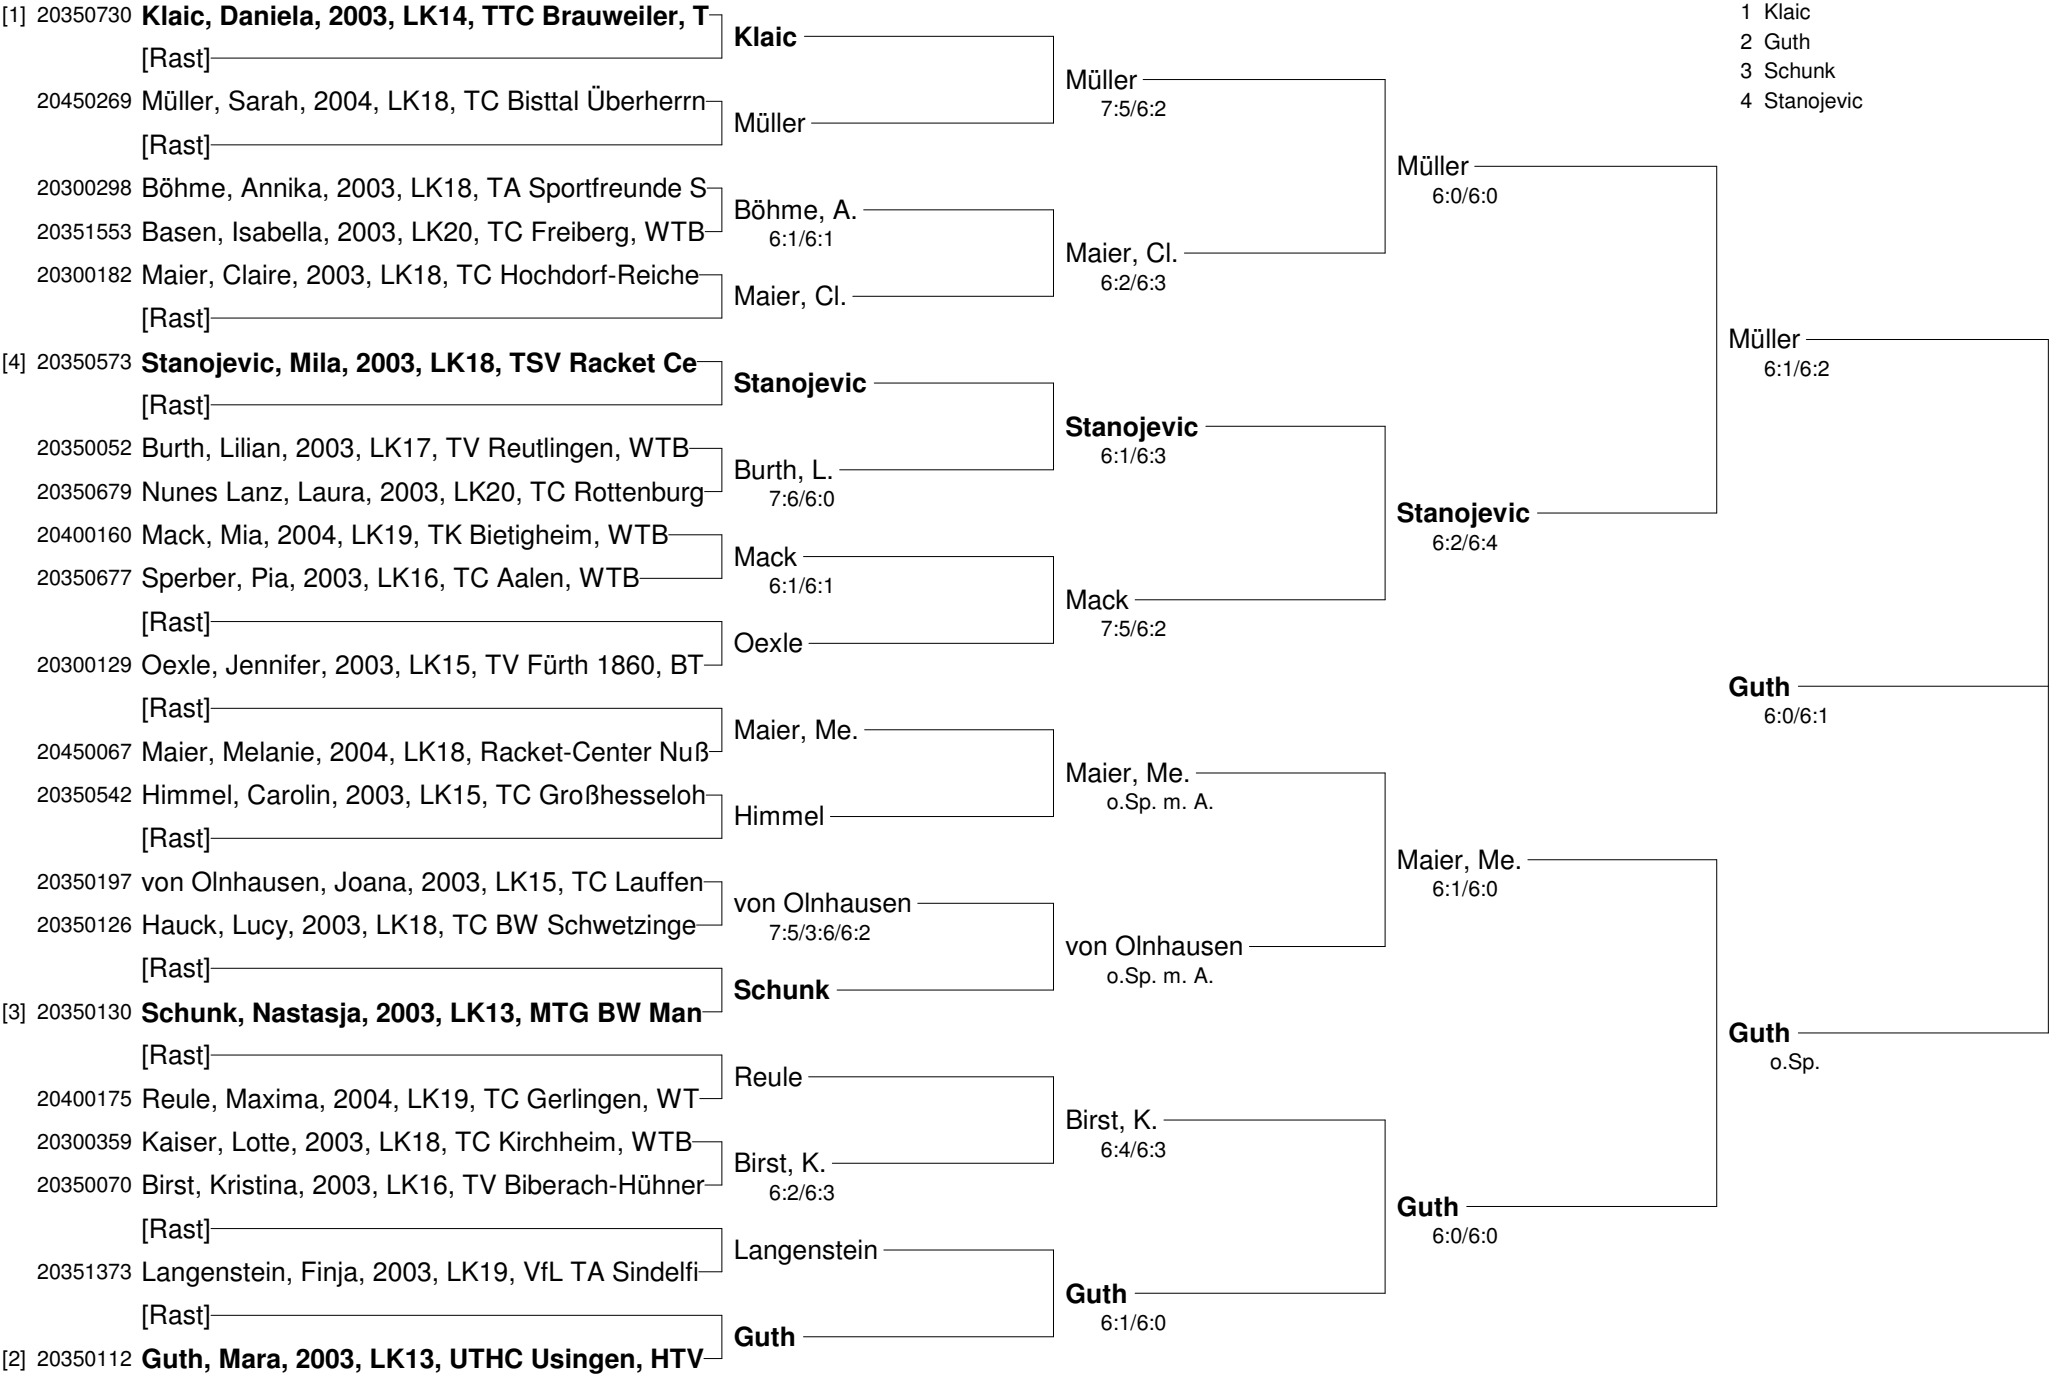 [1] 20350730 Klaic, Daniela, 2003, LK14, TTC Brauweiler, T
[Rast]
20450269 Müller, Sarah, 2004, LK18, TC Bisttal Überherrn
[Rast]
20300298 Böhme, Annika, 2003, LK18, TA Sportfreunde S
20351553 Basen, Isabella, 2003, LK20, TC Freiberg, WTB
20300182 Maier, Claire, 2003, LK18, TC Hochdorf-Reiche
[Rast]
[4] 20350573 Stanojevic, Mila, 2003, LK18, TSV Racket Ce
[Rast]
20350052 Burth, Lilian, 2003, LK17, TV Reutlingen, WTB
20350679 Nunes Lanz, Laura, 2003, LK20, TC Rottenburg
20400160 Mack, Mia, 2004, LK19, TK Bietigheim, WTB
20350677 Sperber, Pia, 2003, LK16, TC Aalen, WTB
[Rast]
20300129 Oexle, Jennifer, 2003, LK15, TV Fürth 1860, BT
[Rast]
20450067 Maier, Melanie, 2004, LK18, Racket-Center Nuß
20350542 Himmel, Carolin, 2003, LK15, TC Großhesseloh
[Rast]
20350197 von Olnhausen, Joana, 2003, LK15, TC Lauffen
20350126 Hauck, Lucy, 2003, LK18, TC BW Schwetzinge
[Rast]
[3] 20350130 Schunk, Nastasja, 2003, LK13, MTG BW Man
[Rast]
20400175 Reule, Maxima, 2004, LK19, TC Gerlingen, WT
20300359 Kaiser, Lotte, 2003, LK18, TC Kirchheim, WTB
20350070 Birst, Kristina, 2003, LK16, TV Biberach-Hühner
[Rast]
20351373 Langenstein, Finja, 2003, LK19, VfL TA Sindelfi
[Rast]
[2] 20350112 Guth, Mara, 2003, LK13, UTHC Usingen, HTV
Klaic
Müller
Böhme, A.
6:1/6:1
Maier, Cl.
Stanojevic
Burth, L.
7:6/6:0
Mack
6:1/6:1
Oexle
Maier, Me.
Himmel
von Olnhausen
7:5/3:6/6:2
Schunk
Reule
Birst, K.
6:2/6:3
Langenstein
Guth
Müller
7:5/6:2
Maier, Cl.
6:2/6:3
Stanojevic
6:1/6:3
Mack
7:5/6:2
Maier, Me.
o.Sp. m. A.
von Olnhausen
o.Sp. m. A.
Birst, K.
6:4/6:3
Guth
6:1/6:0
Müller
6:0/6:0
Stanojevic
6:2/6:4
Maier, Me.
6:1/6:0
Guth
6:0/6:0
Müller
6:1/6:2
Guth
6:0/6:1
Guth
o.Sp.
1 Klaic
2 Guth
3 Schunk
4 Stanojevic